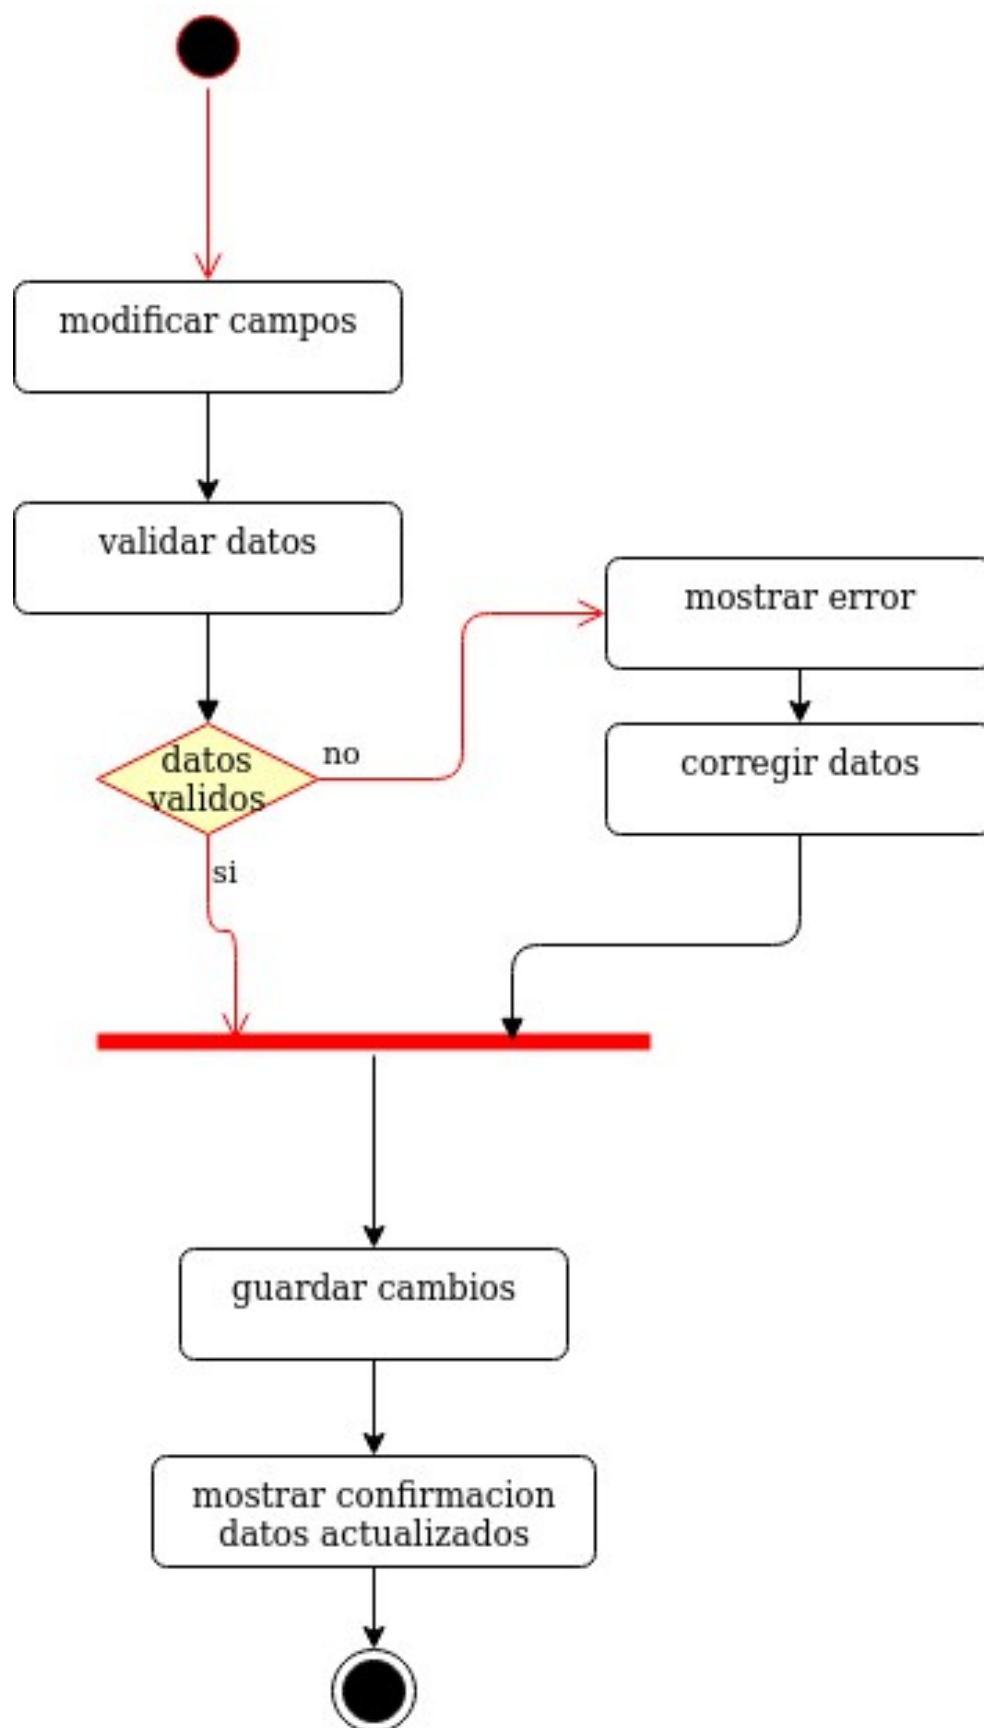 modificar campos
validar datos
mostrar error
datos
validos
no
corregir datos
si
guardar cambios
mostrar confirmacion
datos actualizados